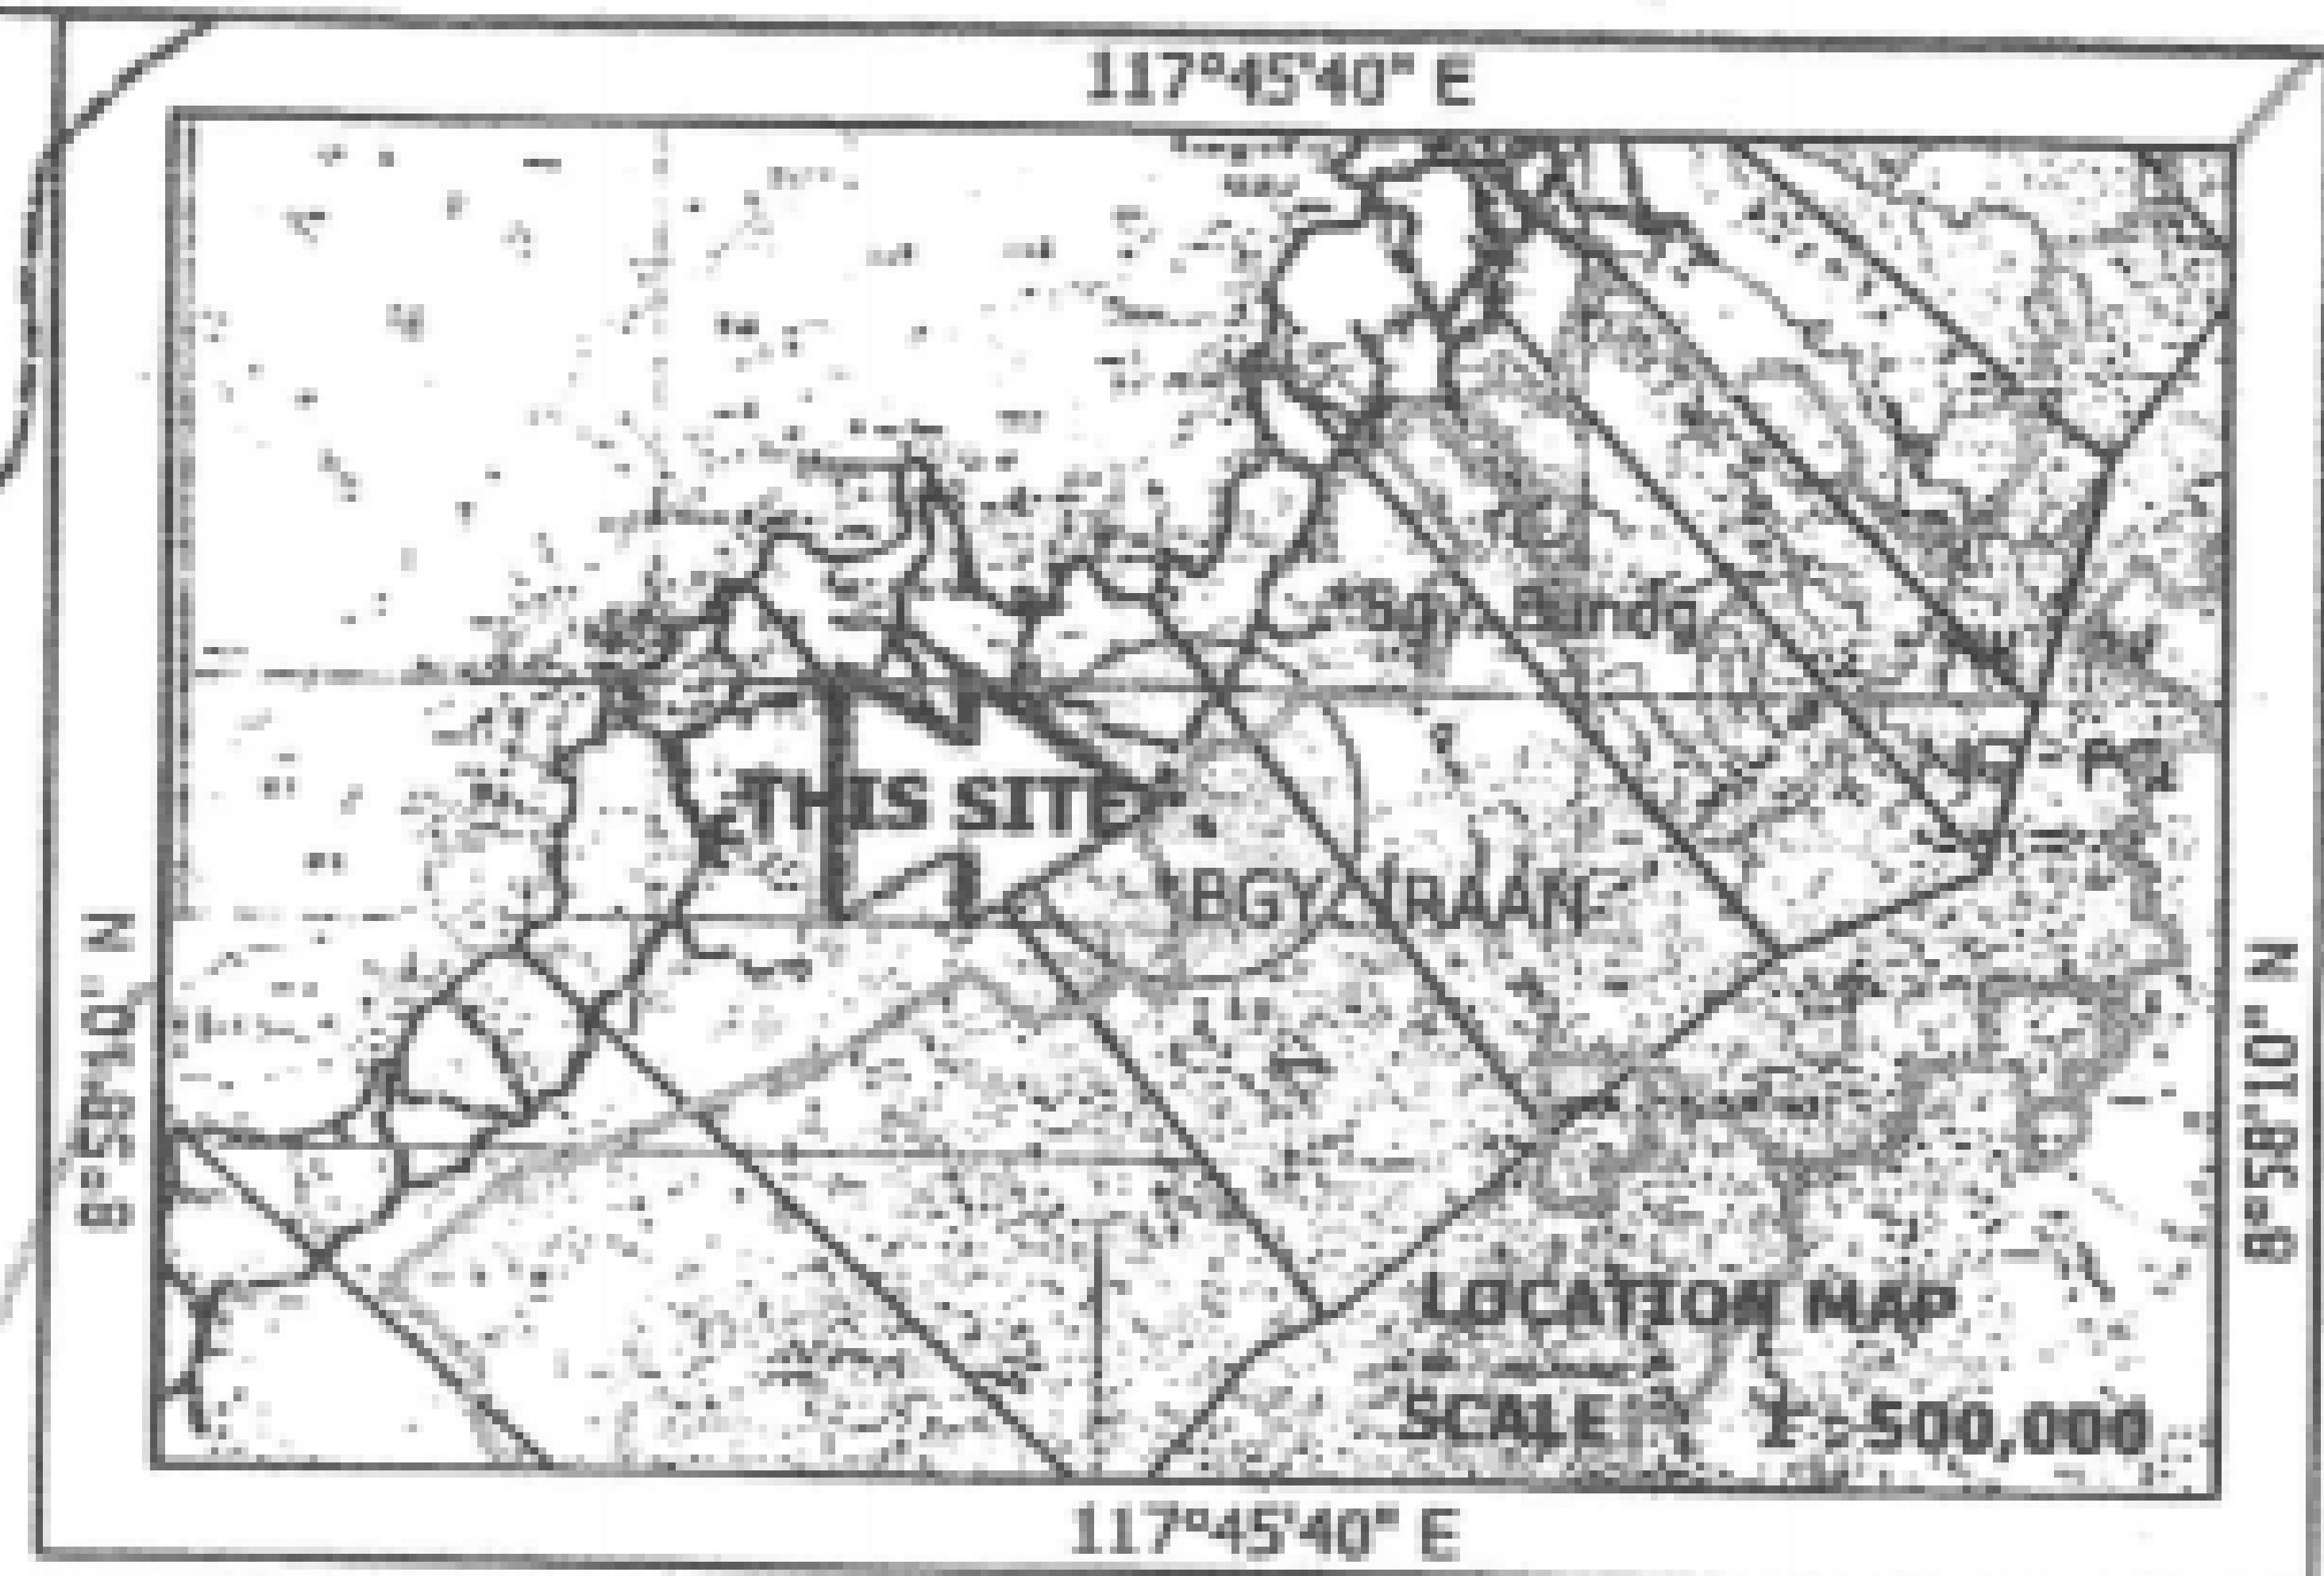 117°45'40" E
THIS SITE
BGY. IRAAN
8°58'10" N
8°58'10" N
LOCATION MAP
SCALE : 1 : 500,000
117°45'40" E